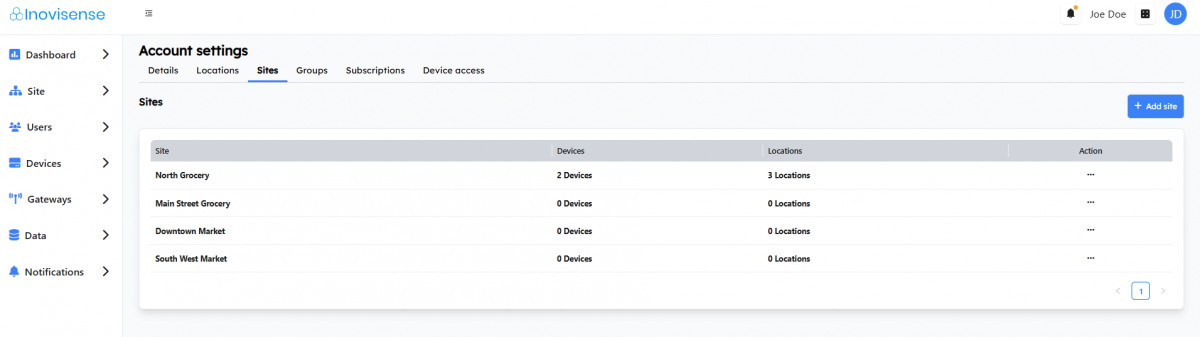 Inovisense
Joe Doe
JD
Dashboard
Site
Users
Devices
Gateways
Data
Notifications
Account settings
Details Locations Sites Groups Subscriptions Device access
Sites
+ Add site
Site Devices Locations Action
North Grocery 2 Devices 3 Locations ...
Main Street Grocery 0 Devices 0 Locations ...
Downtown Market 0 Devices 0 Locations ...
South West Market 0 Devices 0 Locations ...
< 1 >